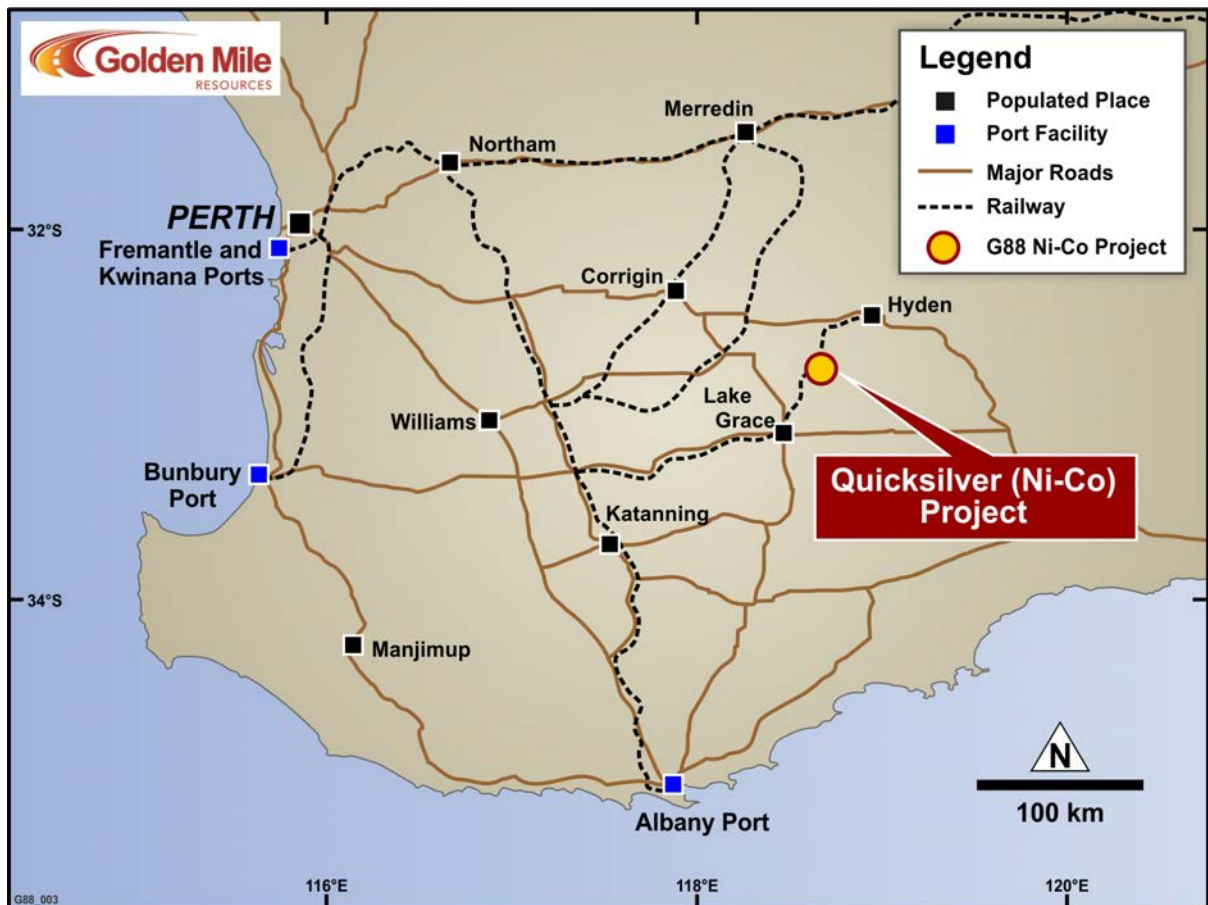 Golden Mile
RESOURCES
Legend
Populated Place
Port Facility
Major Roads
Railway
G88 Ni-Co Project
Merredin
Northam
PERTH
32°S
Fremantle and
Kwinana Ports
Corrigin
Hyden
Lake
Grace
Williams
Bunbury
Port
Quicksilver (Ni-Co)
Project
Katanning
34°S
Manjimup
N
100 km
Albany Port
116°E
118°E
120°E
G88_003